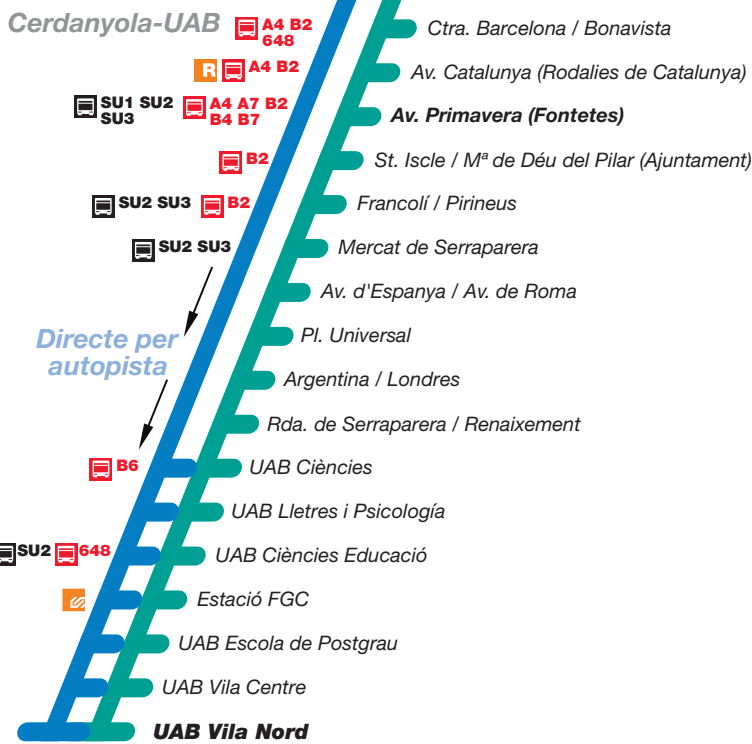 Cerdanyola-UAB
A4 B2
648
Ctra. Barcelona / Bonavista
R
A4 B2
Av. Catalunya (Rodalies de Catalunya)
SU1 SU2
SU3
A4 A7 B2
B4 B7
Av. Primavera (Fontetes)
B2
St. Iscle / Mª de Déu del Pilar (Ajuntament)
SU2 SU3
B2
Francolí / Pirineus
SU2 SU3
Mercat de Serraparera
Av. d'Espanya / Av. de Roma
Directe per
autopista
Pl. Universal
Argentina / Londres
Rda. de Serraparera / Renaixement
B6
UAB Ciències
UAB Lletres i Psicología
SU2
648
UAB Ciències Educació
Estació FGC
UAB Escola de Postgrau
UAB Vila Centre
UAB Vila Nord